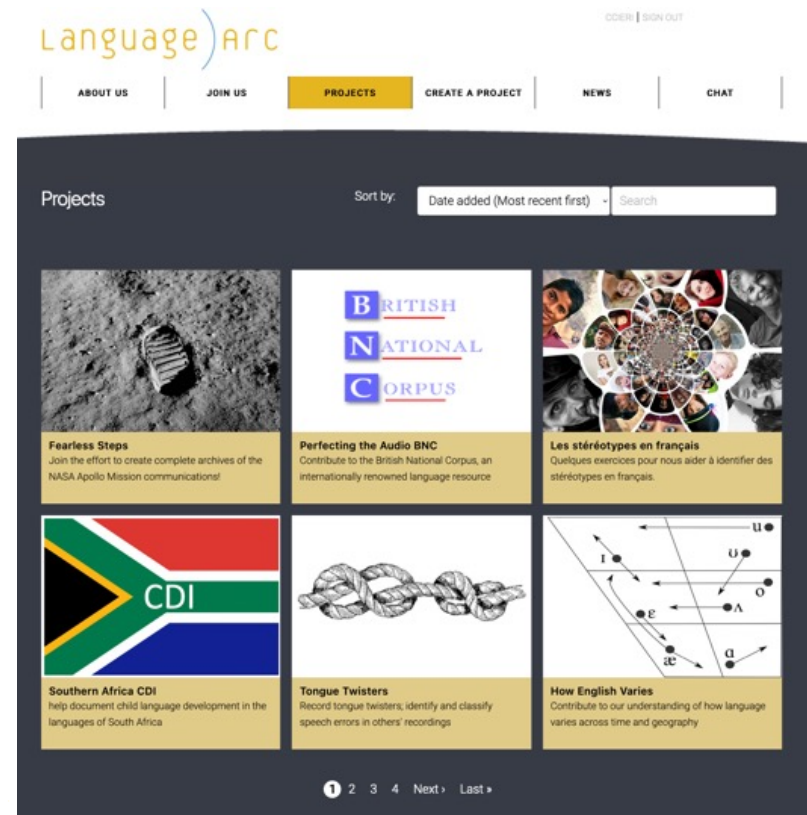 Language)Arc
CCIERI | SIGN OUT
ABOUT US
JOIN US
PROJECTS
CREATE A PROJECT
NEWS
CHAT
Projects
Sort by:
Date added (Most recent first)
Search
BRITISH
NATIONAL
CORPUS
Fearless Steps
Join the effort to create complete archives of the
NASA Apollo Mission communications!
Perfecting the Audio BNC
Contribute to the British National Corpus, an
internationally renowned language resource
Les stéréotypes en français
Quelques exercices pour nous aider à identifier des
stéréotypes en français.
CDI
u
ɪ
ʊ
o
ɛ
ʌ
æ
ɑ
Southern Africa CDI
help document child language development in the
languages of South Africa
Tongue Twisters
Record tongue twisters; identify and classify
speech errors in others' recordings
How English Varies
Contribute to our understanding of how language
varies across time and geography
1 2 3 4 Next › Last »